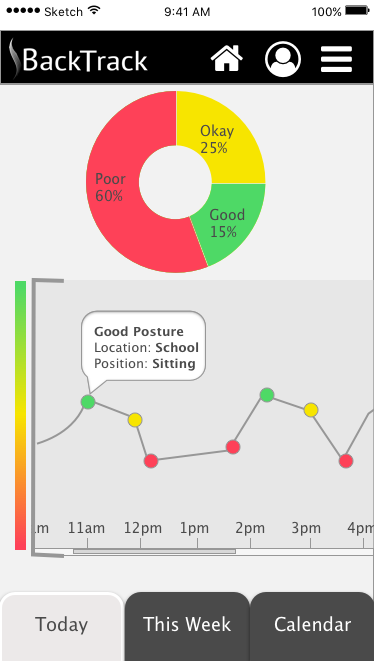 Sketch 9:41 AM 100%
BackTrack
Okay
25%
Poor
60%
Good
15%
Good Posture
Location: School
Position: Sitting
11am 12pm 1pm 2pm 3pm 4pm
Today This Week Calendar